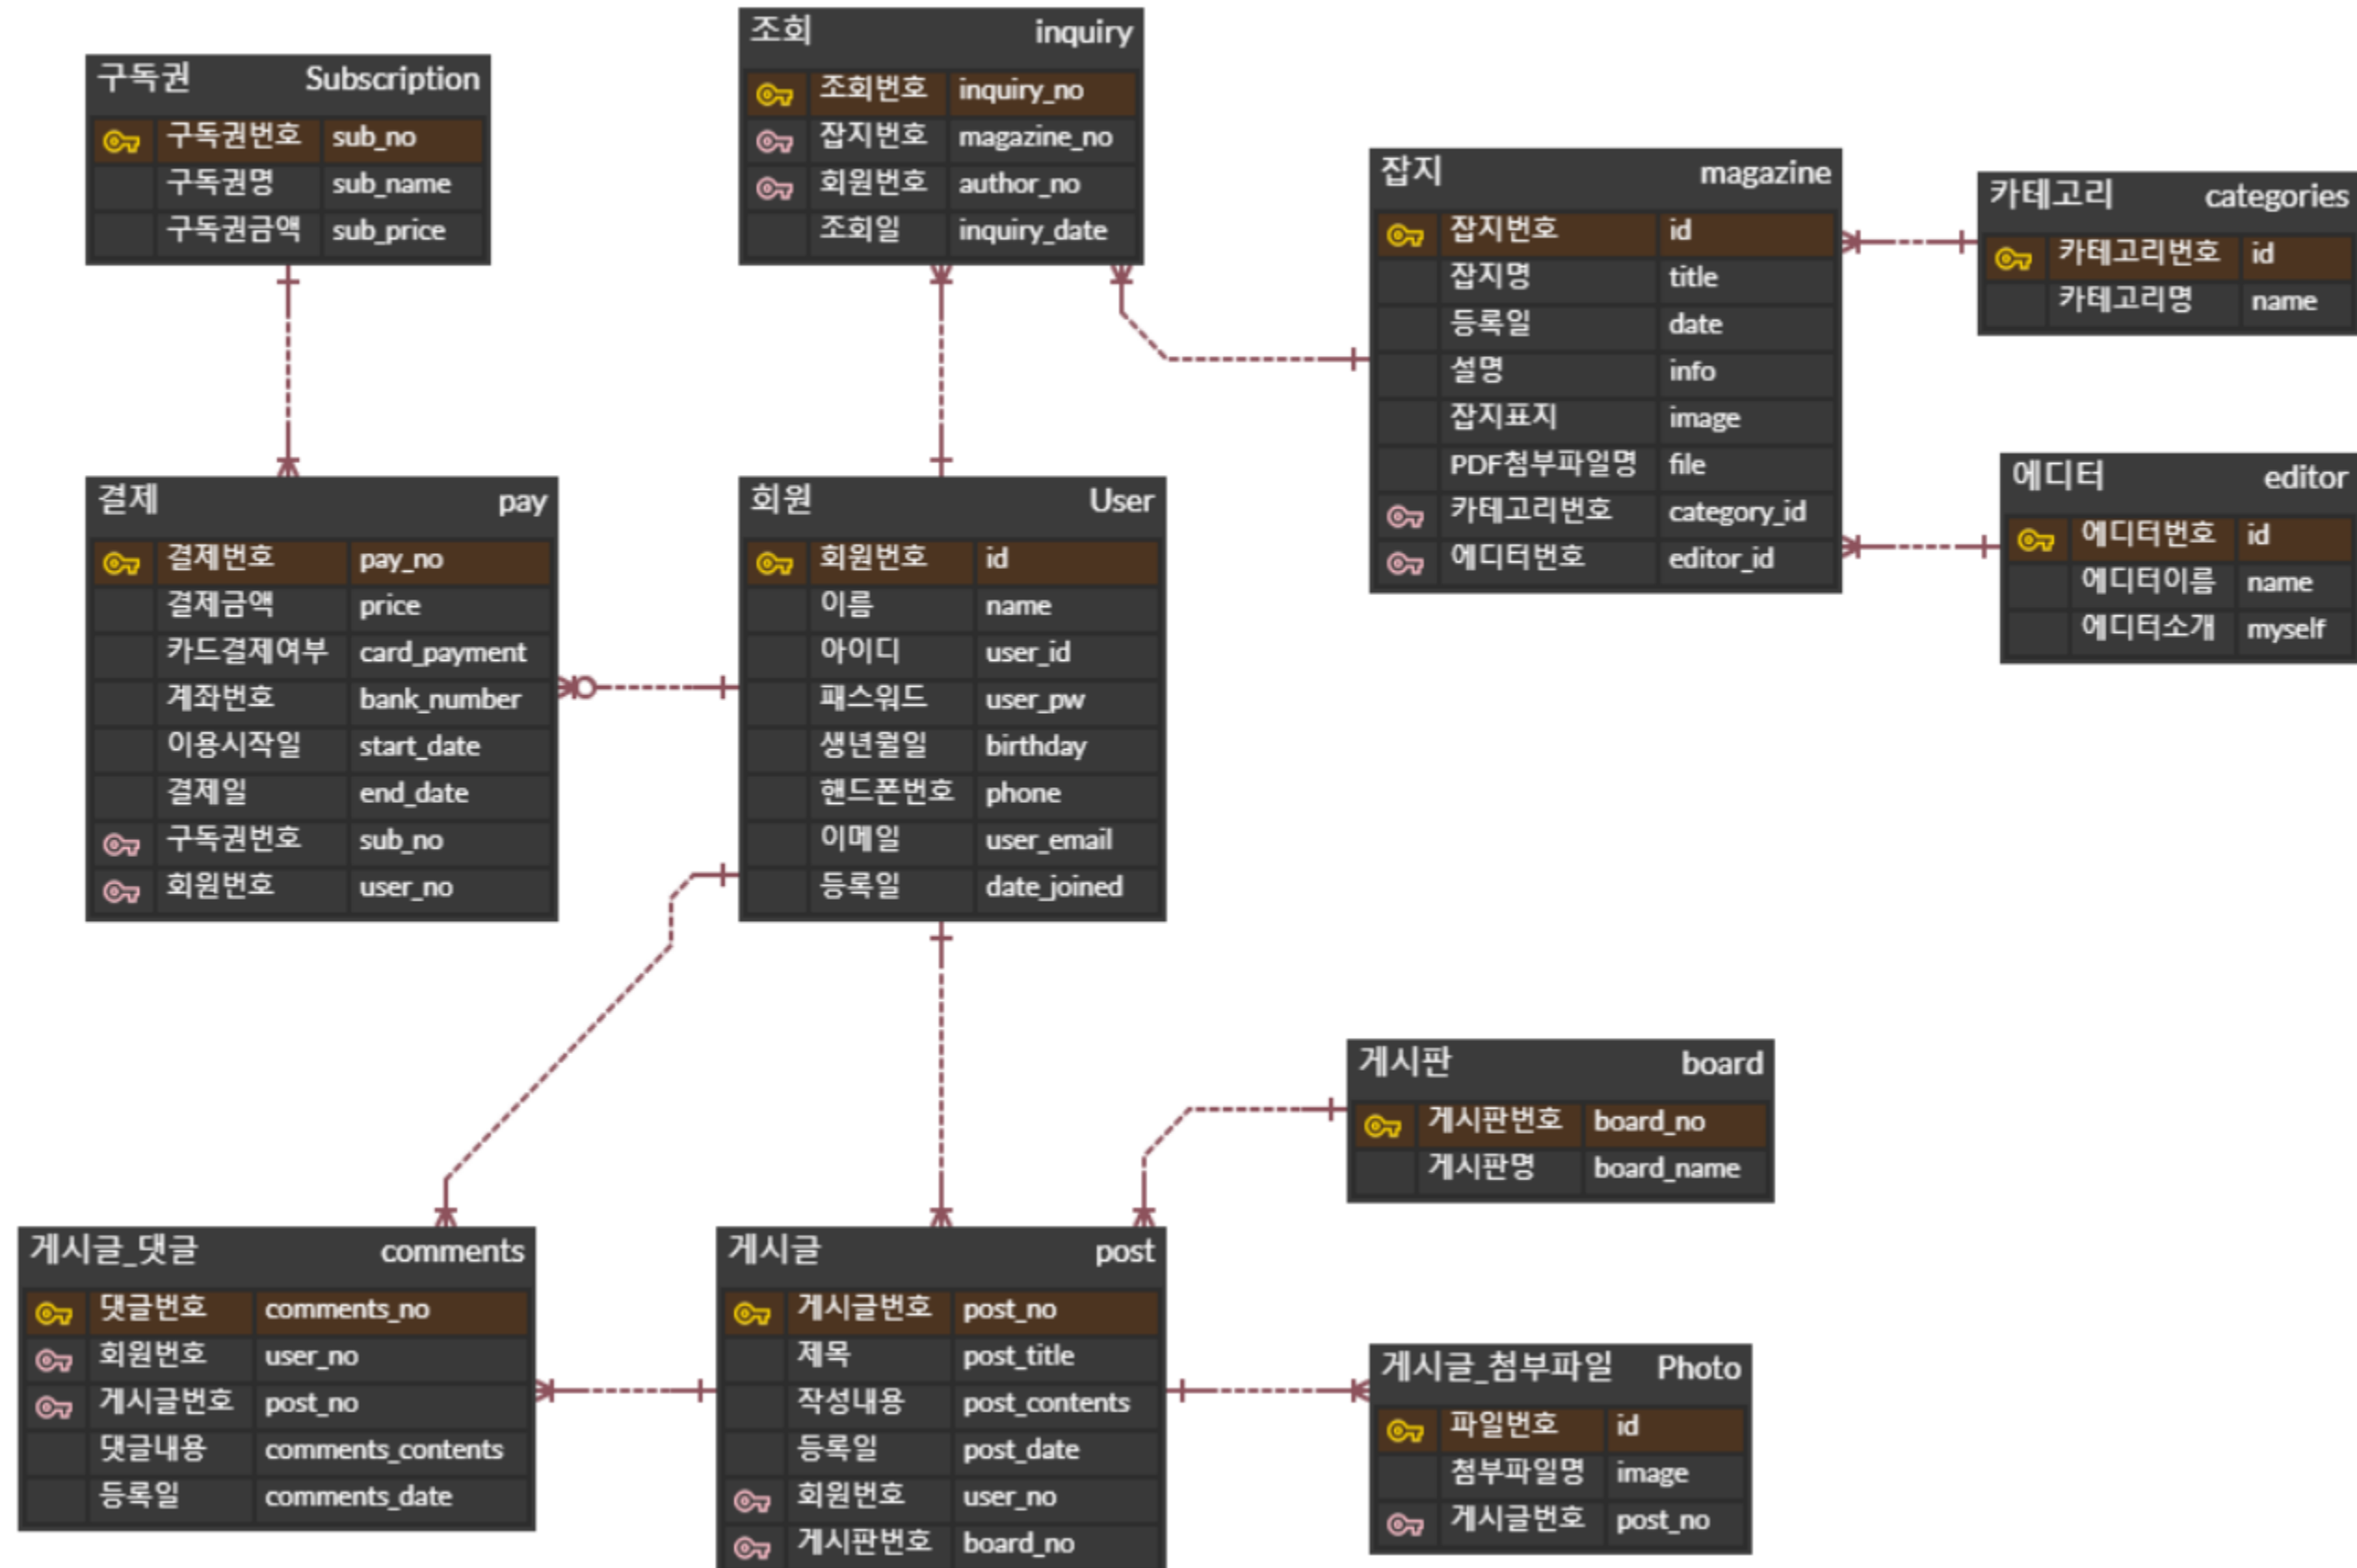 구독권 Subscription
구독권번호 sub_no
구독권명 sub_name
구독권금액 sub_price
조회 inquiry
조회번호 inquiry_no
잡지번호 magazine_no
회원번호 author_no
조회일 inquiry_date
잡지 magazine
잡지번호 id
잡지명 title
등록일 date
설명 info
잡지표지 image
PDF첨부파일명 file
카테고리번호 category_id
에디터번호 editor_id
카테고리 categories
카테고리번호 id
카테고리명 name
에디터 editor
에디터번호 id
에디터이름 name
에디터소개 myself
결제 pay
결제번호 pay_no
결제금액 price
카드결제여부 card_payment
계좌번호 bank_number
이용시작일 start_date
결제일 end_date
구독권번호 sub_no
회원번호 user_no
회원 User
회원번호 id
이름 name
아이디 user_id
패스워드 user_pw
생년월일 birthday
핸드폰번호 phone
이메일 user_email
등록일 date_joined
게시판 board
게시판번호 board_no
게시판명 board_name
게시글_댓글 comments
댓글번호 comments_no
회원번호 user_no
게시글번호 post_no
댓글내용 comments_contents
등록일 comments_date
게시글 post
게시글번호 post_no
제목 post_title
작성내용 post_contents
등록일 post_date
회원번호 user_no
게시판번호 board_no
게시글_첨부파일 Photo
파일번호 id
첨부파일명 image
게시글번호 post_no